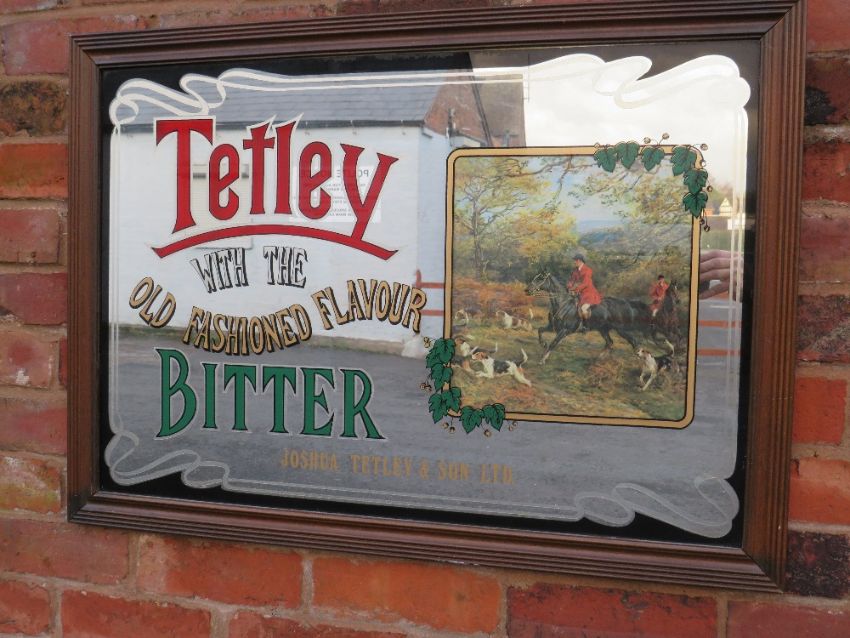 Tetley
WITH THE
OLD FASHIONED FLAVOUR
BITTER
JOSHUA TETLEY & SON LTD.